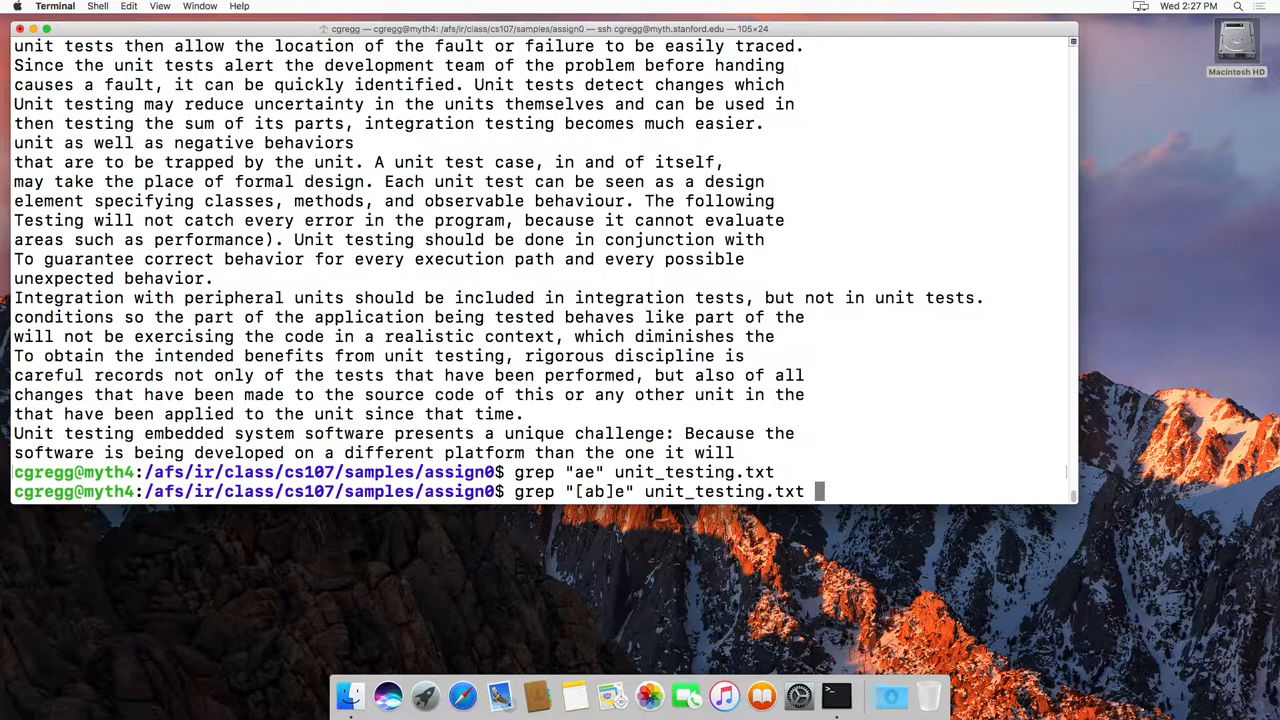 Terminal Shell Edit View Window Help Wed 2:27 PM
cgregg — cgregg@myth4: /afs/ir/class/cs107/samples/assign0 — ssh cgregg@myth.stanford.edu — 105×24
Macintosh HD
unit tests then allow the location of the fault or failure to be easily traced.
Since the unit tests alert the development team of the problem before handing
causes a fault, it can be quickly identified. Unit tests detect changes which
Unit testing may reduce uncertainty in the units themselves and can be used in
then testing the sum of its parts, integration testing becomes much easier.
unit as well as negative behaviors
that are to be trapped by the unit. A unit test case, in and of itself,
may take the place of formal design. Each unit test can be seen as a design
element specifying classes, methods, and observable behaviour. The following
Testing will not catch every error in the program, because it cannot evaluate
areas such as performance). Unit testing should be done in conjunction with
To guarantee correct behavior for every execution path and every possible
unexpected behavior.
Integration with peripheral units should be included in integration tests, but not in unit tests.
conditions so the part of the application being tested behaves like part of the
will not be exercising the code in a realistic context, which diminishes the
To obtain the intended benefits from unit testing, rigorous discipline is
careful records not only of the tests that have been performed, but also of all
changes that have been made to the source code of this or any other unit in the
that have been applied to the unit since that time.
Unit testing embedded system software presents a unique challenge: Because the
software is being developed on a different platform than the one it will
cgregg@myth4:/afs/ir/class/cs107/samples/assign0$ grep "ae" unit_testing.txt
cgregg@myth4:/afs/ir/class/cs107/samples/assign0$ grep "[ab]e" unit_testing.txt